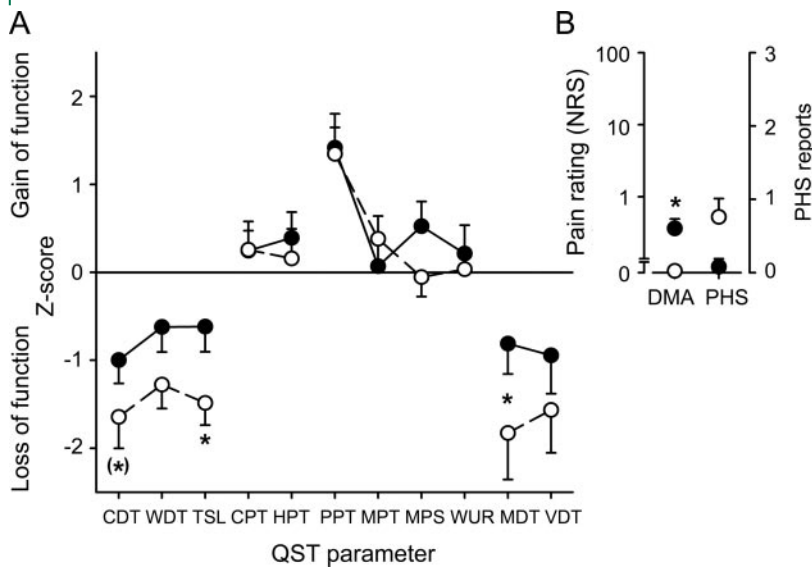 A
Gain of function
Loss of function
Z-score
2
1
0
-1
-2
(*)
*
*
CDT WDT TSL CPT HPT PPT MPT MPS WUR MDT VDT
QST parameter
B
Pain rating (NRS)
100
10
1
0
*
3
2
1
0
PHS reports
DMA PHS